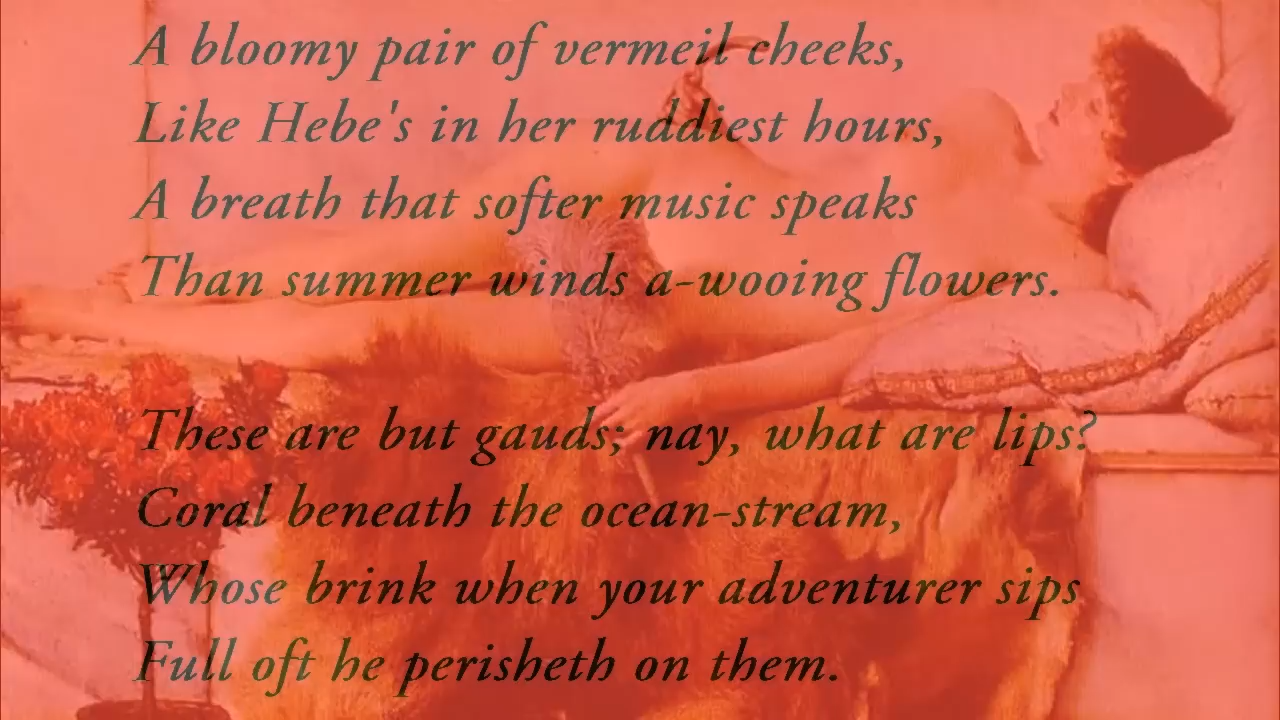 A bloomy pair of vermeil cheeks,
Like Hebe's in her ruddiest hours,
A breath that softer music speaks
Than summer winds a-wooing flowers.
These are but gauds; nay, what are lips?
Coral beneath the ocean-stream,
Whose brink when your adventurer sips
Full oft he perisheth on them.